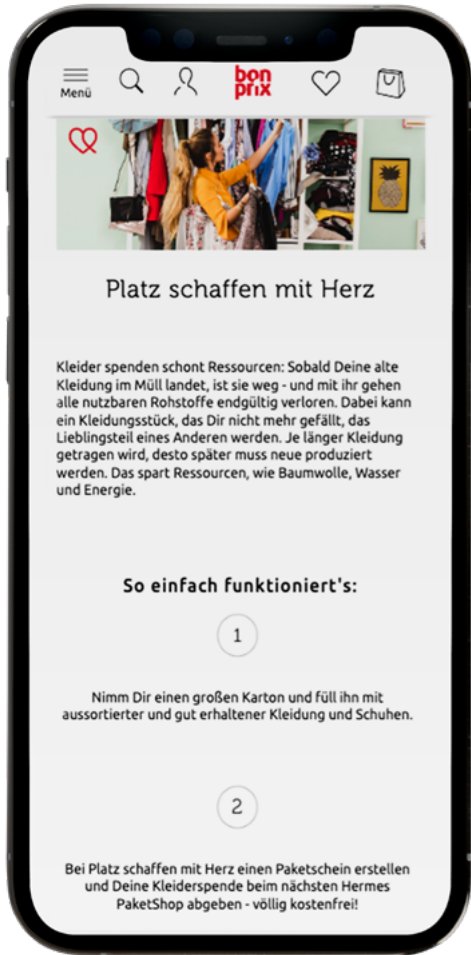 Menü
bon
prix
Platz schaffen mit Herz
Kleider spenden schont Ressourcen: Sobald Deine alte
Kleidung im Müll landet, ist sie weg - und mit ihr gehen
alle nutzbaren Rohstoffe endgültig verloren. Dabei kann
ein Kleidungsstück, das Dir nicht mehr gefällt, das
Lieblingsteil eines Anderen werden. Je länger Kleidung
getragen wird, desto später muss neue produziert
werden. Das spart Ressourcen, wie Baumwolle, Wasser
und Energie.
So einfach funktioniert's:
1
Nimm Dir einen großen Karton und füll ihn mit
aussortierter und gut erhaltener Kleidung und Schuhen.
2
Bei Platz schaffen mit Herz einen Paketschein erstellen
und Deine Kleiderspende beim nächsten Hermes
PaketShop abgeben - völlig kostenfrei!